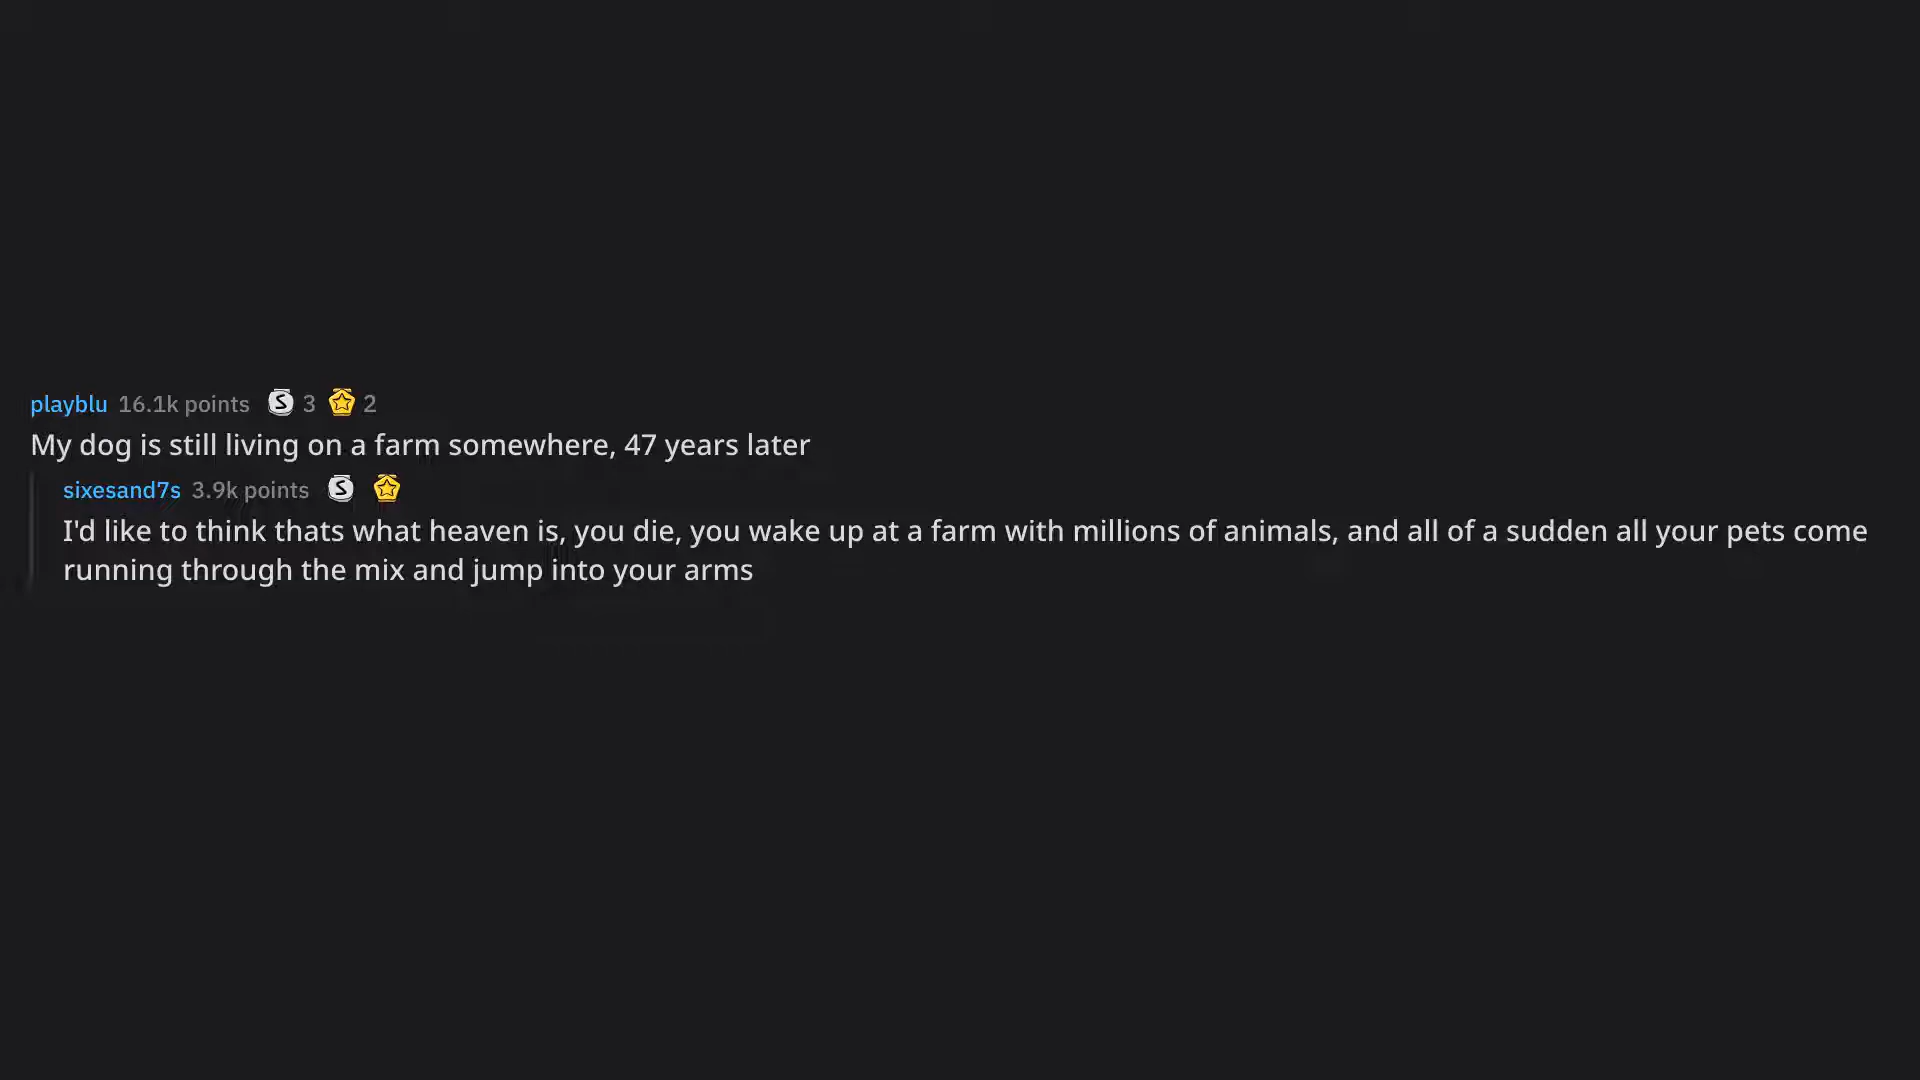 playblu 16.1k points S 3 2
My dog is still living on a farm somewhere, 47 years later
sixesand7s 3.9k points S
I'd like to think thats what heaven is, you die, you wake up at a farm with millions of animals, and all of a sudden all your pets come
running through the mix and jump into your arms